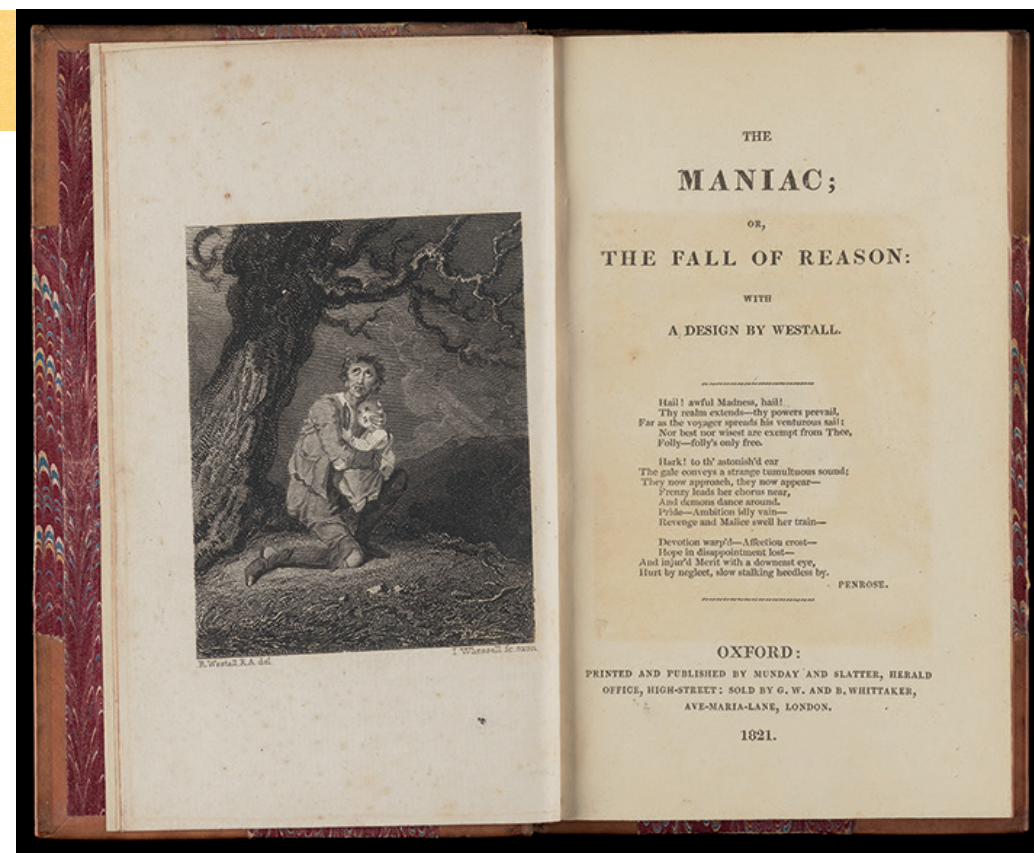 R. Westall, R.A. del.
I. Whessell Sc. oxon
THE
MANIAC;
OR,
THE FALL OF REASON:
WITH
A DESIGN BY WESTALL.
Hail! awful Madness, hail!
Thy realm extends—thy powers prevail,
Far as the voyager spreads his venturous sail:
Nor best nor wisest are exempt from Thee,
Folly—folly's only free.
Hark! to th' astonish'd ear
The gale conveys a strange tumultuous sound;
They now approach, they now appear—
Frenzy leads her chorus near,
And demons dance around.
Pride—Ambition idly vain—
Revenge and Malice swell her train—
Devotion warp'd—Affection crost—
Hope in disappointment lost—
And injur'd Merit with a downcast eye,
Hurt by neglect, slow stalking heedless by.
PENROSE.
OXFORD:
PRINTED AND PUBLISHED BY MUNDAY AND SLATTER, HERALD
OFFICE, HIGH-STREET: SOLD BY G. W. AND B. WHITTAKER,
AVE-MARIA-LANE, LONDON.
1821.